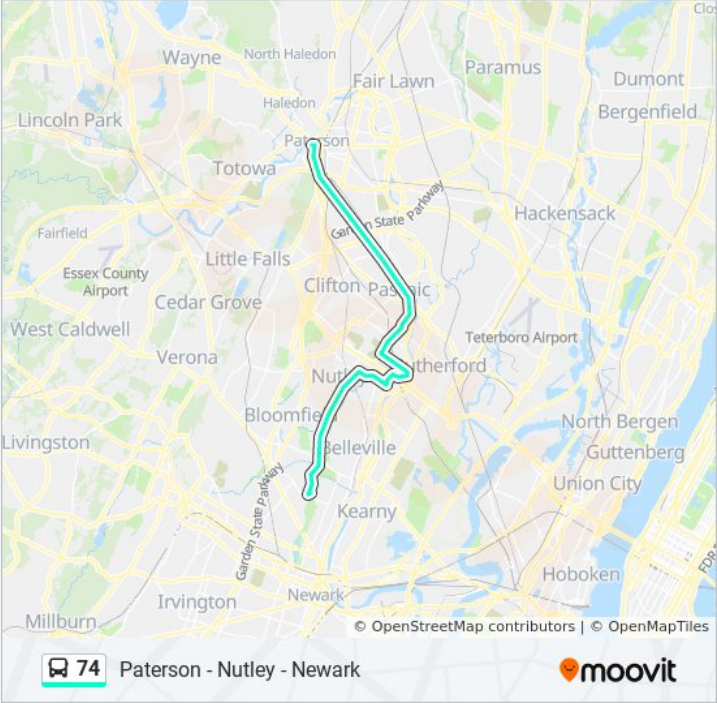 Clos
Wayne
North Haledon
Fair Lawn
Paramus
Dumont
Haledon
Bergenfield
Lincoln Park
Paterson
Totowa
Garden State Parkway
Hackensack
Fairfield
Little Falls
Essex County
Airport
Clifton
Passaic
Cedar Grove
West Caldwell
Teterboro Airport
Verona
Rutherford
Nutley
Bloomfield
North Bergen
Livingston
Belleville
Guttenberg
Garden State Parkway
Union City
Kearny
FDR
Hoboken
Newark
Irvington
Millburn
© OpenStreetMap contributors | © OpenMapTiles
74 Paterson - Nutley - Newark
moovit